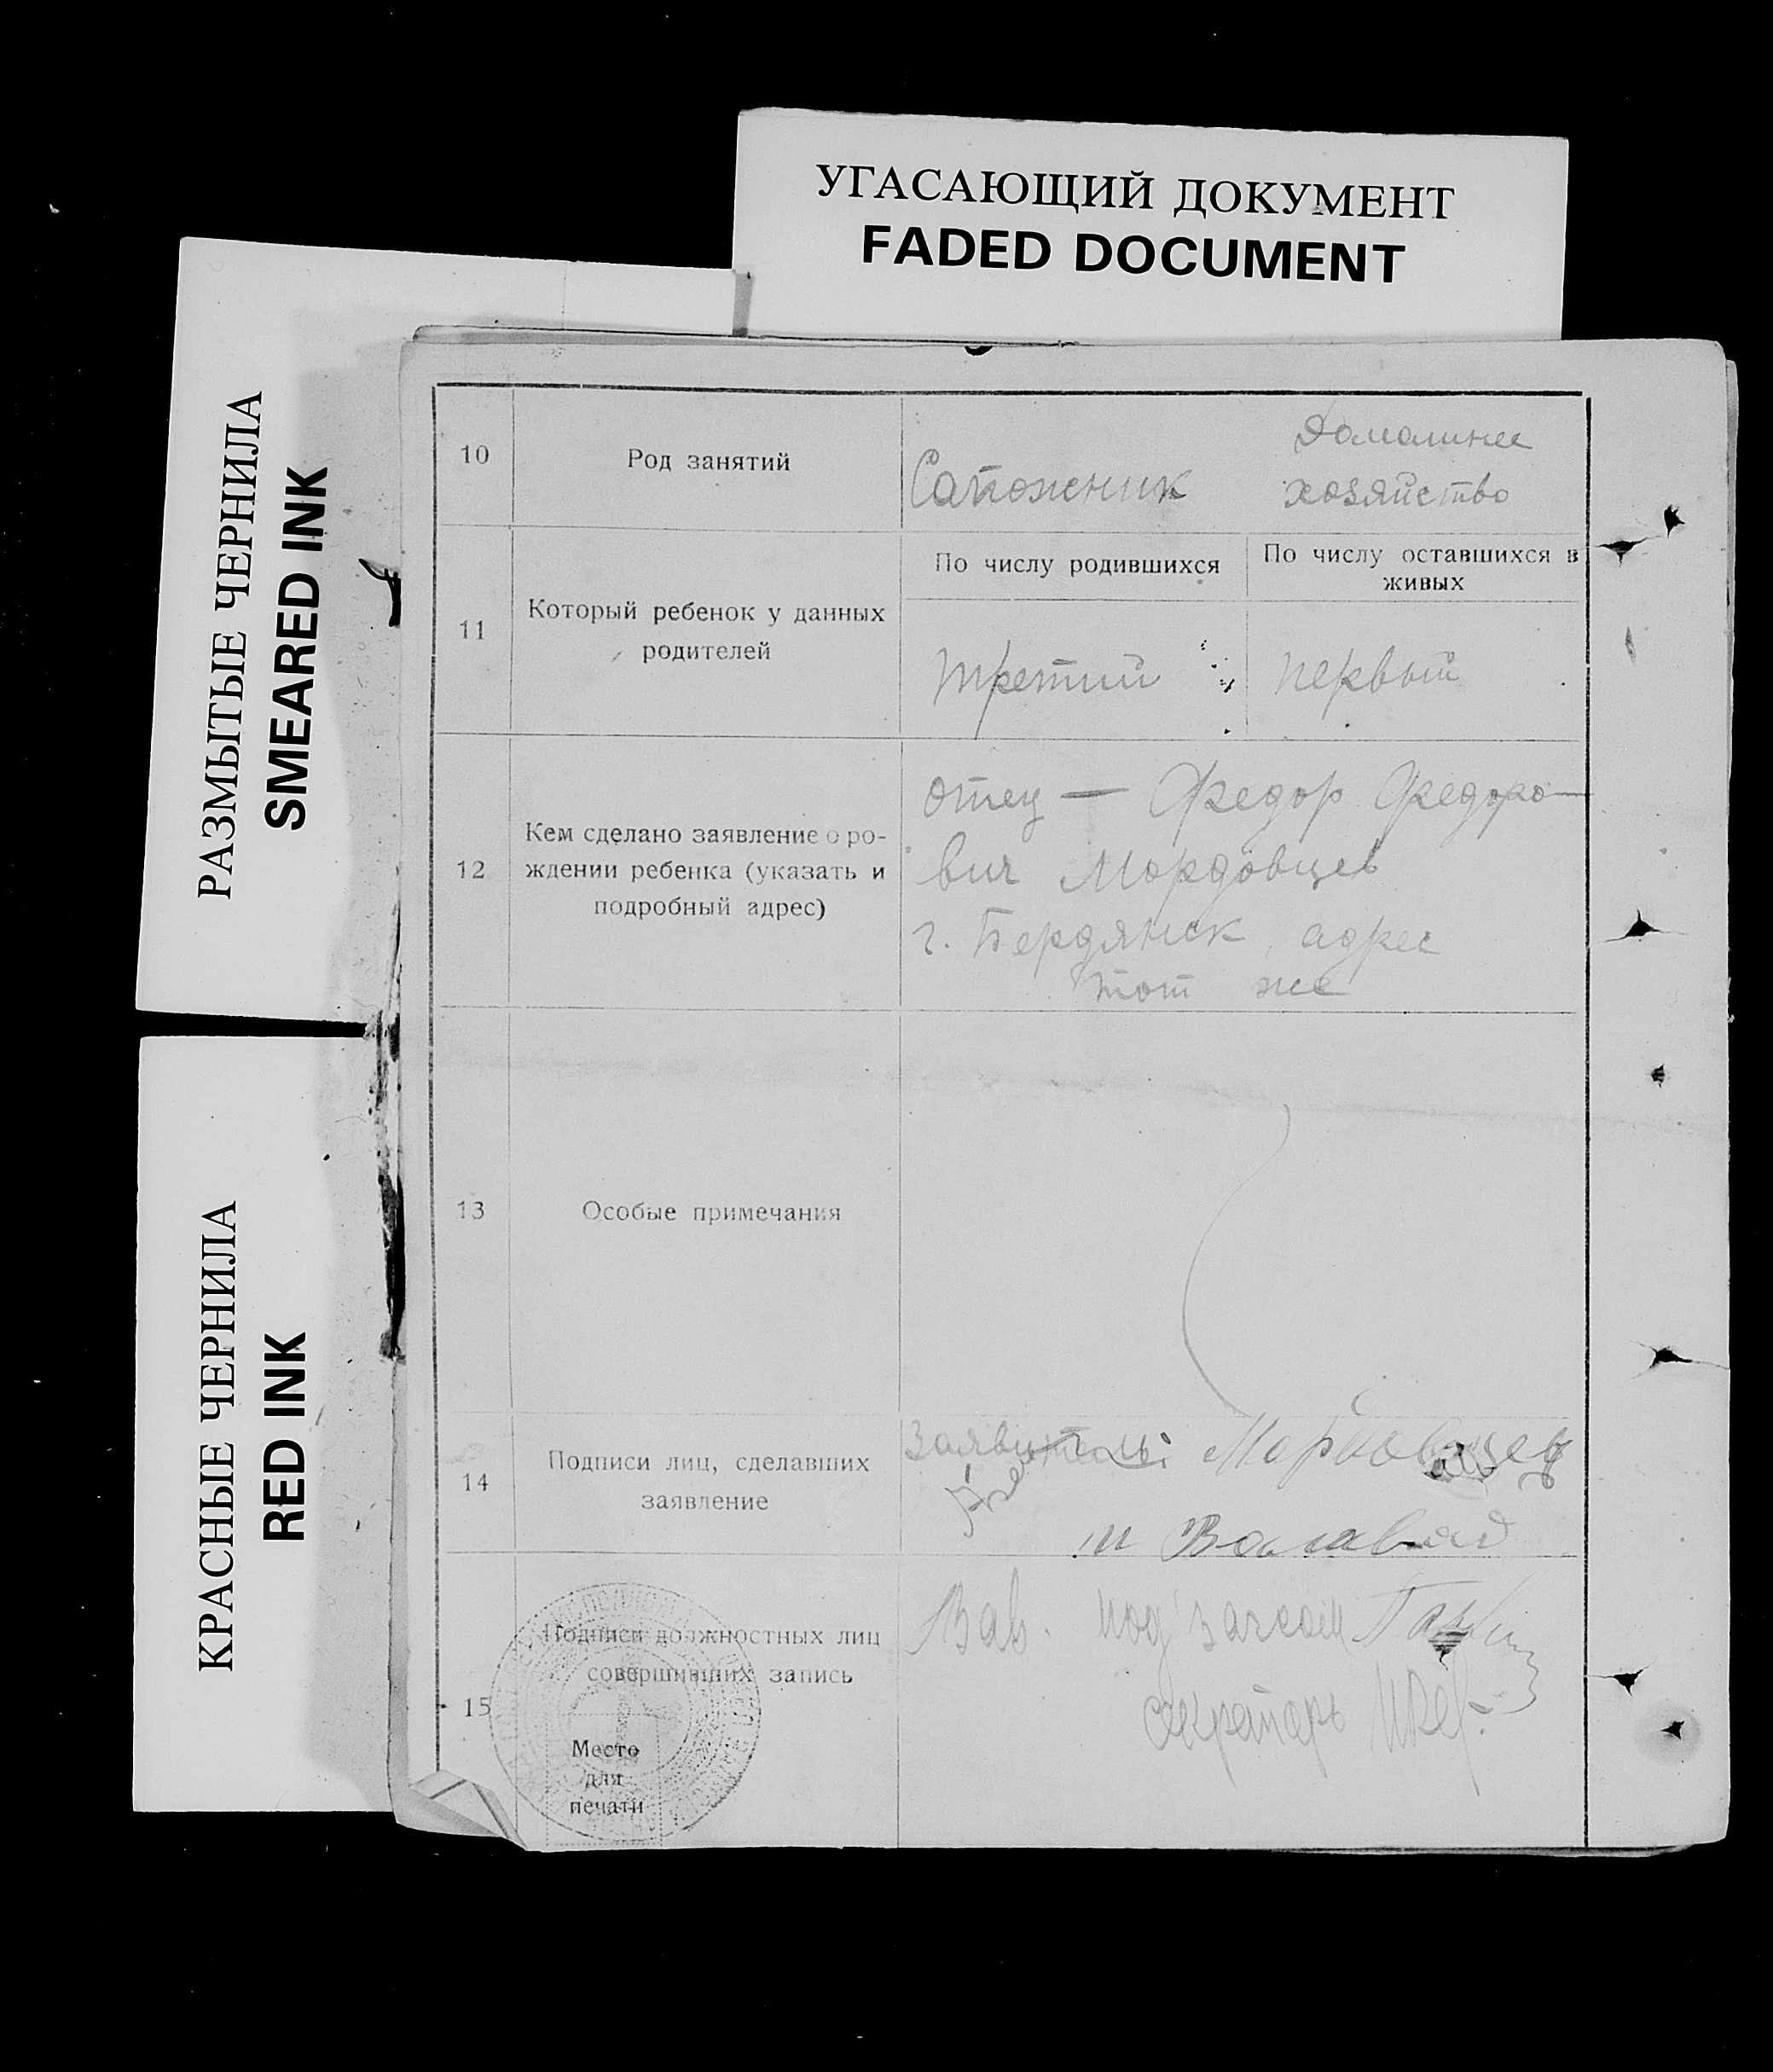 УГАСАЮЩИЙ ДОКУМЕНТ
FADED DOCUMENT
РАЗМЫТЫЕ ЧЕРНИЛА
SMEARED INK
КРАСНЫЕ ЧЕРНИЛА
RED INK
10
Род занятий
Сапожник
Домашнее
хозяйство
11
Который ребенок у данных
родителей
По числу родившихся
По числу оставшихся в
живых
третий
первый
12
Кем сделано заявление о ро-
ждении ребенка (указать и
подробный адрес)
отец — Федор Федоро-
вич Мордовцев
г. Бердянск, адрес
тот же
13
Особые примечания
14
Подписи лиц, сделавших
заявление
Мордовцев
15
Подписи должностных лиц
совершивших запись
Место
для
печати
Зав. под
секретарь